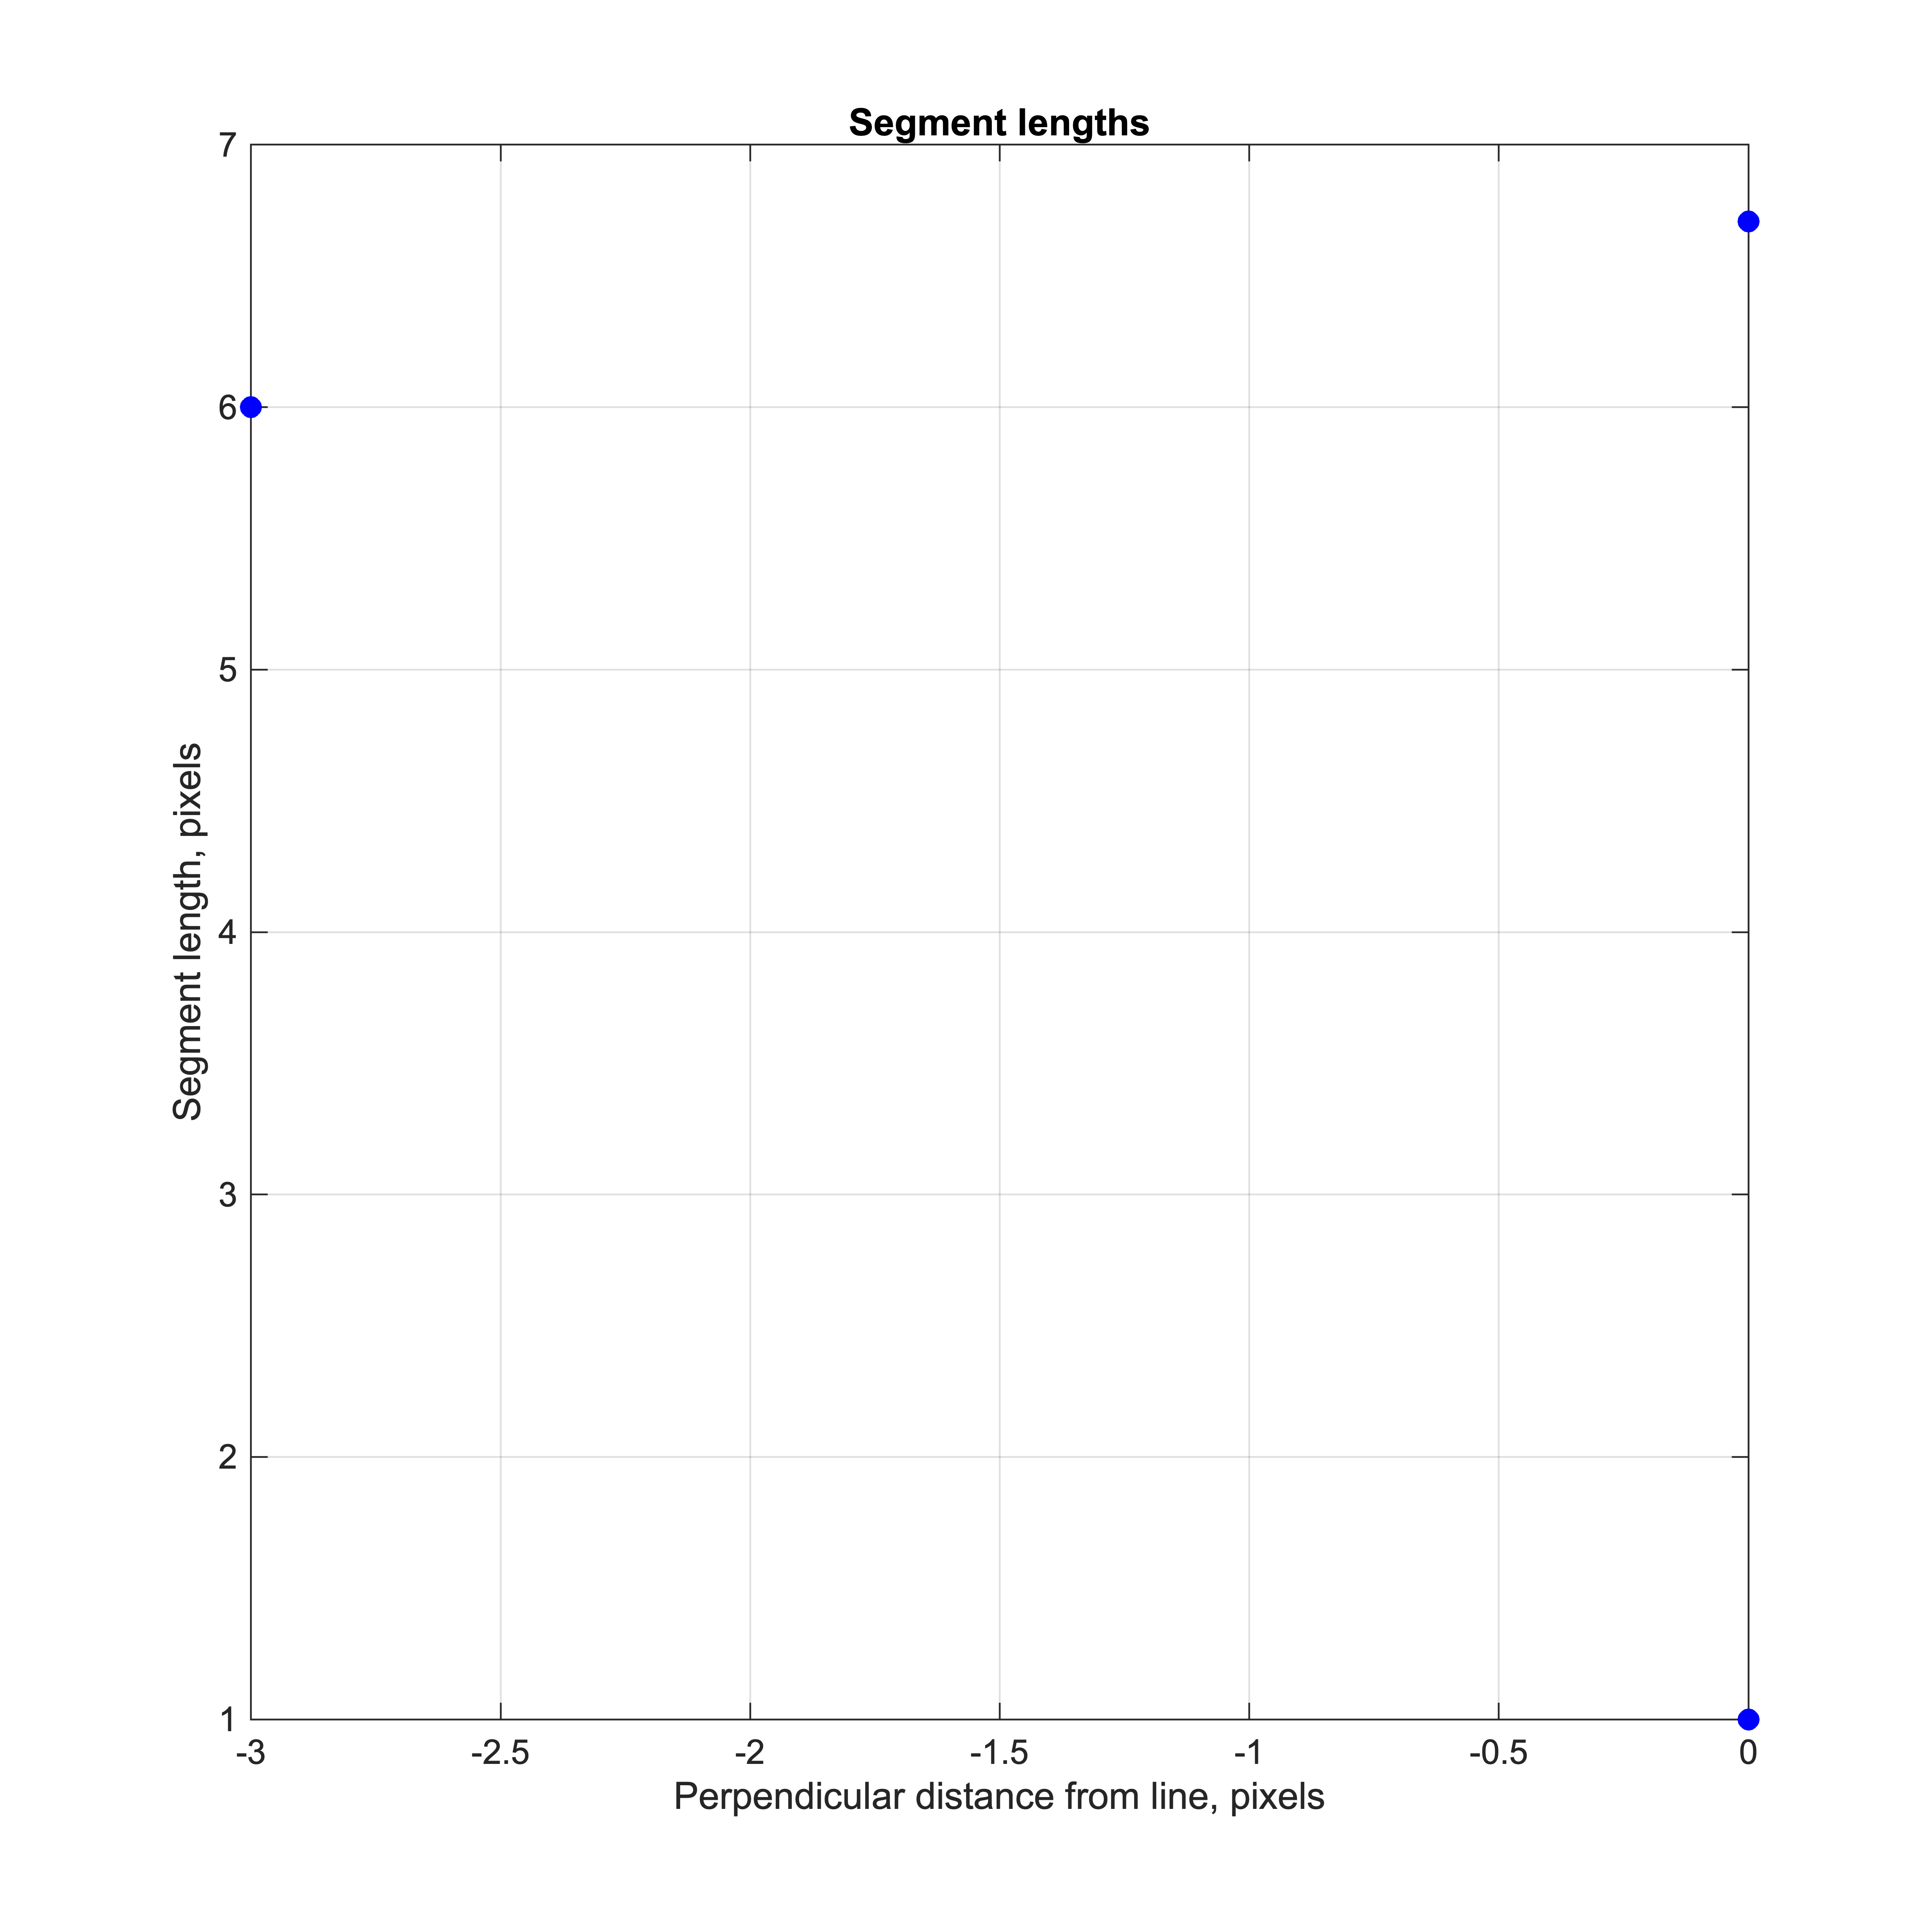 Segment lengths
7
6
5
4
3
2
1
Segment length, pixels
-3 -2.5 -2 -1.5 -1 -0.5 0
Perpendicular distance from line, pixels